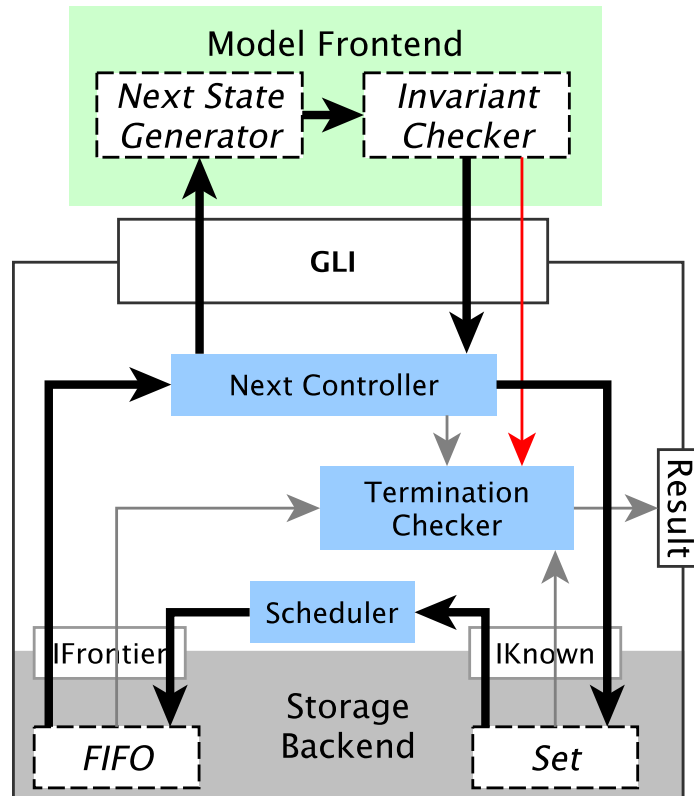 Model Frontend
Next State
Generator
Invariant
Checker
GLI
Next Controller
Termination
Checker
Result
Scheduler
IFrontier
IKnown
Storage
Backend
FIFO
Set